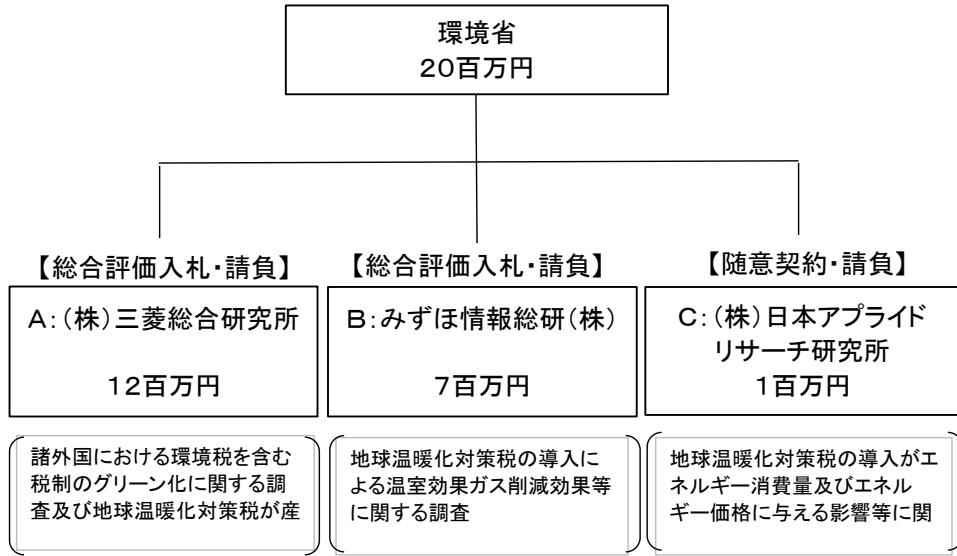 環境省
20百万円
【総合評価入札・請負】
A：（株）三菱総合研究所
12百万円
諸外国における環境税を含む
税制のグリーン化に関する調
査及び地球温暖化対策税が産
【総合評価入札・請負】
B：みずほ情報総研（株）
7百万円
地球温暖化対策税の導入に
よる温室効果ガス削減効果等
に関する調査
【随意契約・請負】
C：（株）日本アプライド
リサーチ研究所
1百万円
地球温暖化対策税の導入がエ
ネルギー消費量及びエネル
ギー価格に与える影響等に関